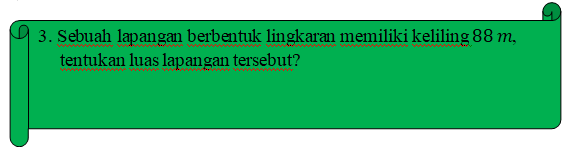 3. Sebuah lapangan berbentuk lingkaran memiliki keliling 88 m,
tentukan luas lapangan tersebut?